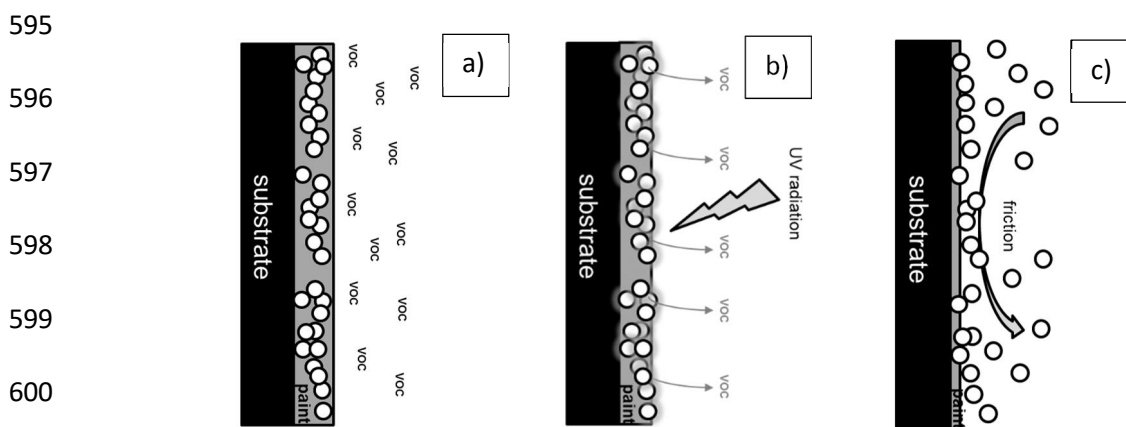 595
596
597
598
599
600
a)
substrate
paint
voc
voc
voc
voc
voc
voc
voc
voc
voc
voc
voc
voc
b)
substrate
paint
voc
voc
voc
voc
voc
UV radiation
c)
substrate
paint
friction